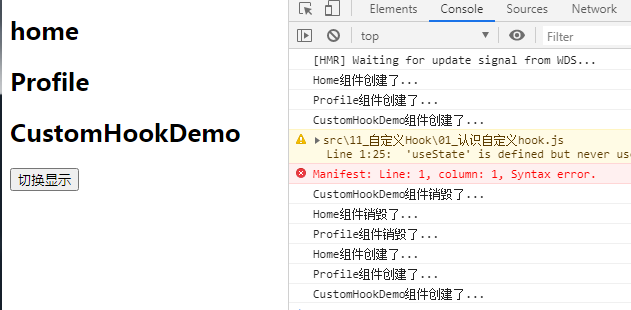 home
Profile
CustomHookDemo
切换显示
Elements Console Sources Network
top Filter
[HMR] Waiting for update signal from WDS...
Home组件创建了...
Profile组件创建了...
CustomHookDemo组件创建了...
src\11_自定义Hook\01_认识自定义hook.js
Line 1:25: 'useState' is defined but never use
Manifest: Line: 1, column: 1, Syntax error.
CustomHookDemo组件销毁了...
Home组件销毁了...
Profile组件销毁了...
Home组件创建了...
Profile组件创建了...
CustomHookDemo组件创建了...